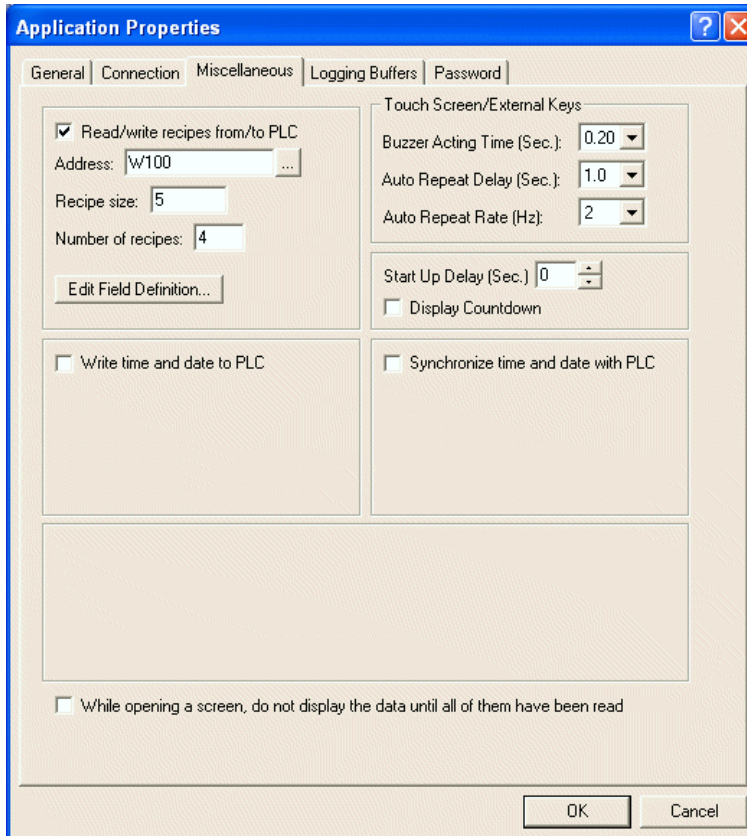 Application Properties
General Connection Miscellaneous Logging Buffers Password
Read/write recipes from/to PLC
Address: W100 ...
Recipe size: 5
Number of recipes: 4
Edit Field Definition...
Touch Screen/External Keys
Buzzer Acting Time (Sec.): 0.20
Auto Repeat Delay (Sec.): 1.0
Auto Repeat Rate (Hz): 2
Start Up Delay (Sec.) 0
Display Countdown
Write time and date to PLC
Synchronize time and date with PLC
While opening a screen, do not display the data until all of them have been read
OK Cancel